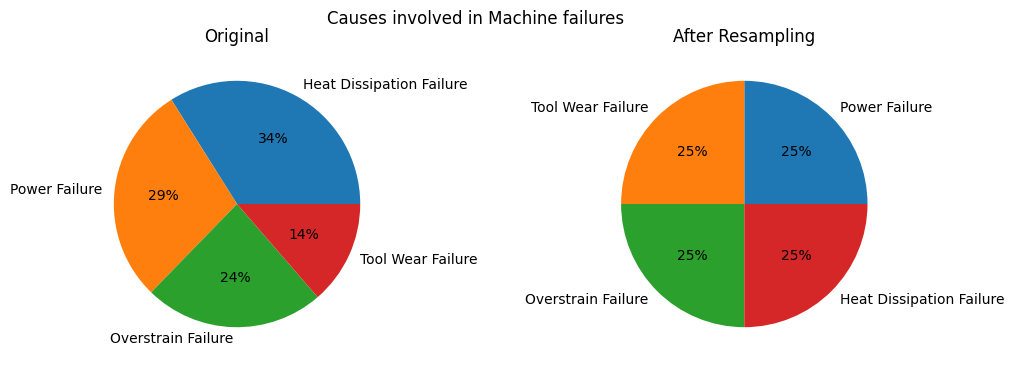 Causes involved in Machine failures
Original
Heat Dissipation Failure
34%
Power Failure
29%
14%
Tool Wear Failure
24%
Overstrain Failure
After Resampling
Tool Wear Failure
Power Failure
25%
25%
25%
25%
Overstrain Failure
Heat Dissipation Failure